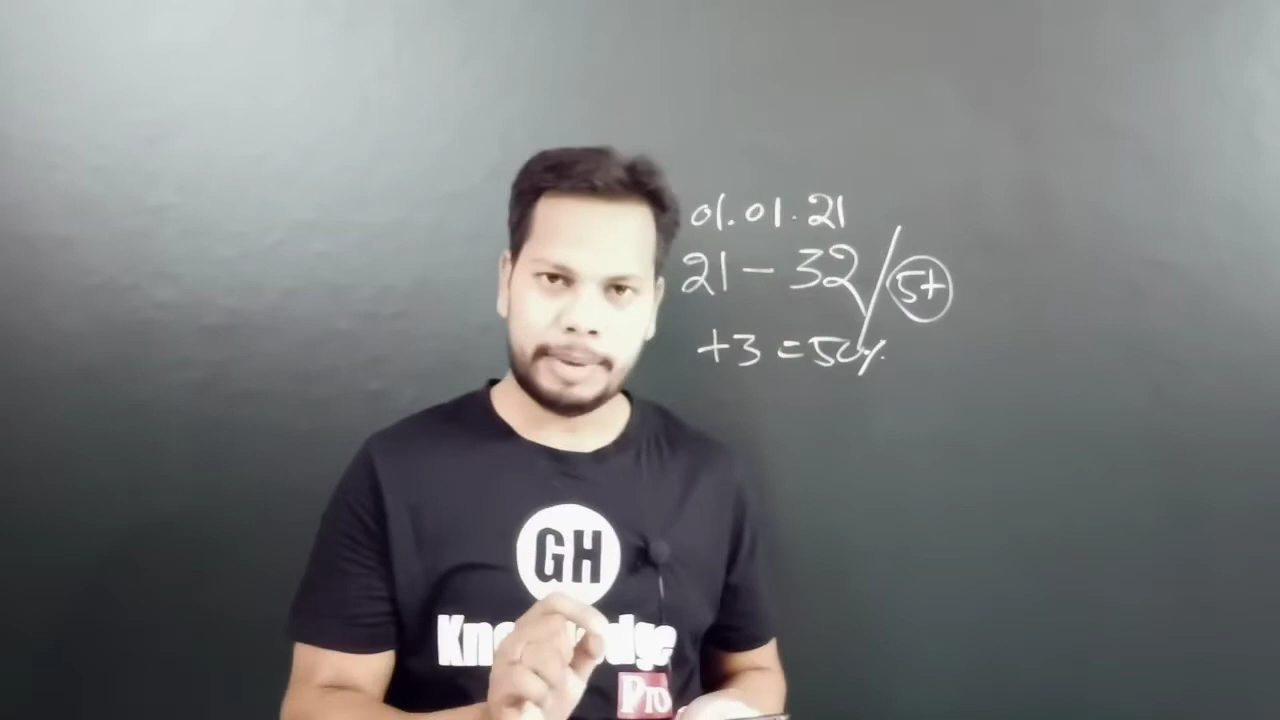 01.01.21
21 - 32/ 5+
+3 = 50%
GH
Knowledge
Pro